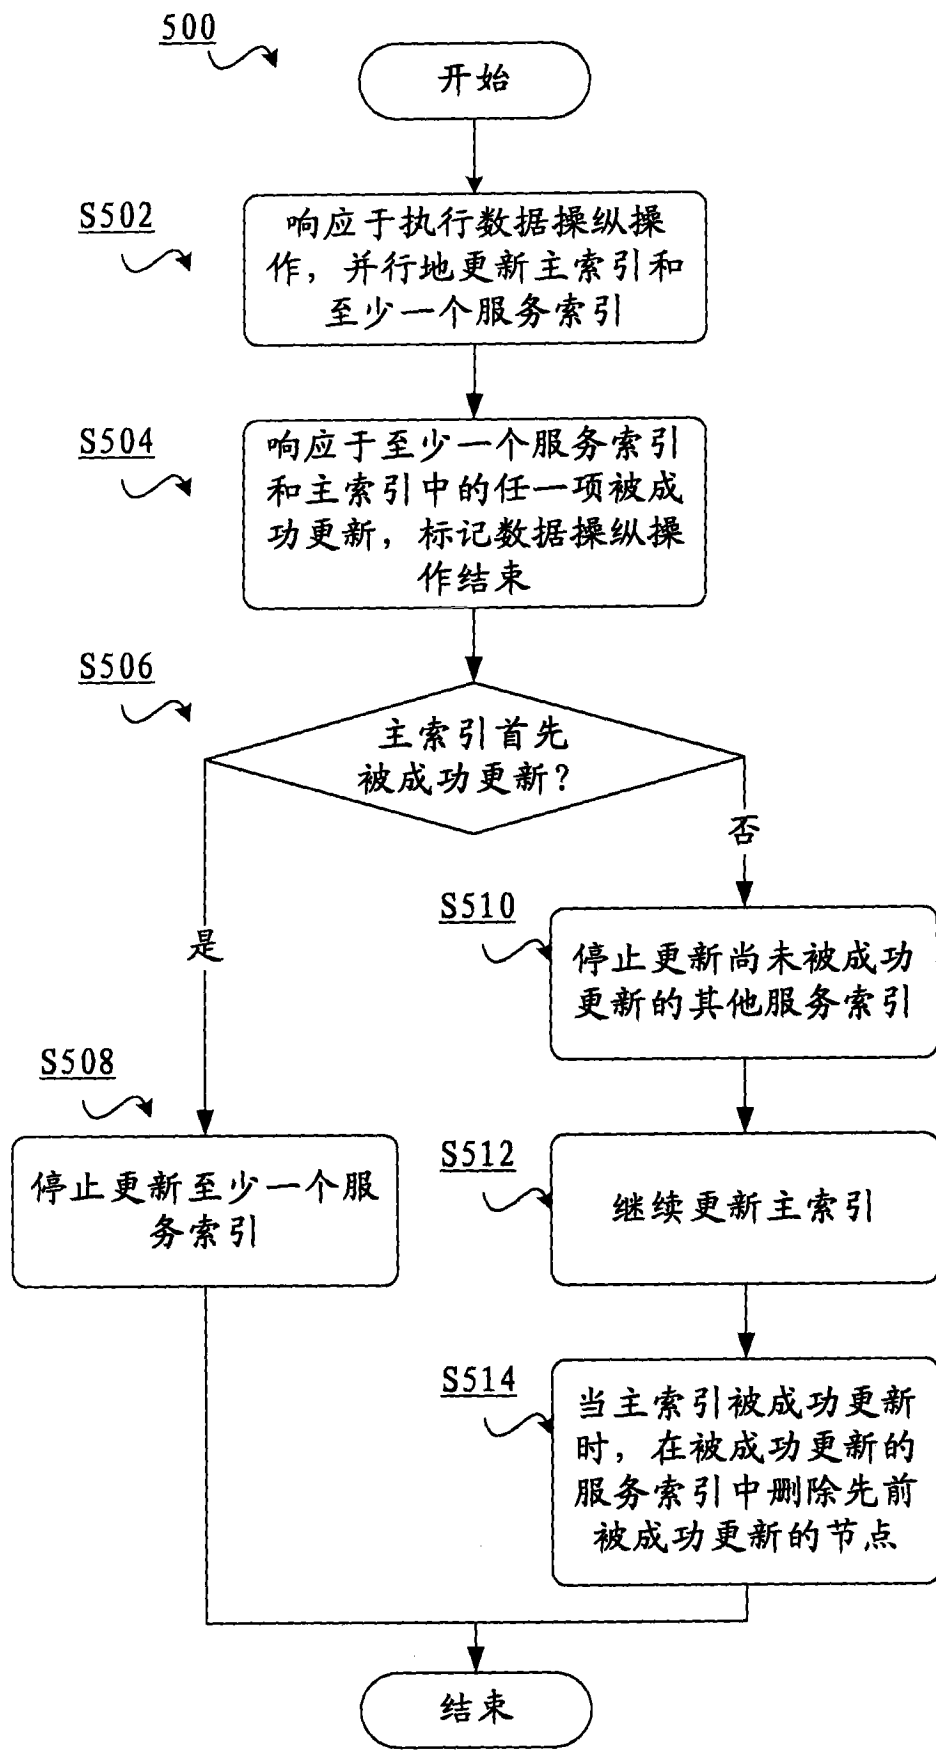 500
开始
S502
响应于执行数据操纵操
作，并行地更新主索引和
至少一个服务索引
S504
响应于至少一个服务索引
和主索引中的任一项被成
功更新，标记数据操纵操
作结束
S506
主索引首先
被成功更新？
否
是
S510
停止更新尚未被成功
更新的其他服务索引
S508
停止更新至少一个服
务索引
S512
继续更新主索引
S514
当主索引被成功更新
时，在被成功更新的
服务索引中删除先前
被成功更新的节点
结束